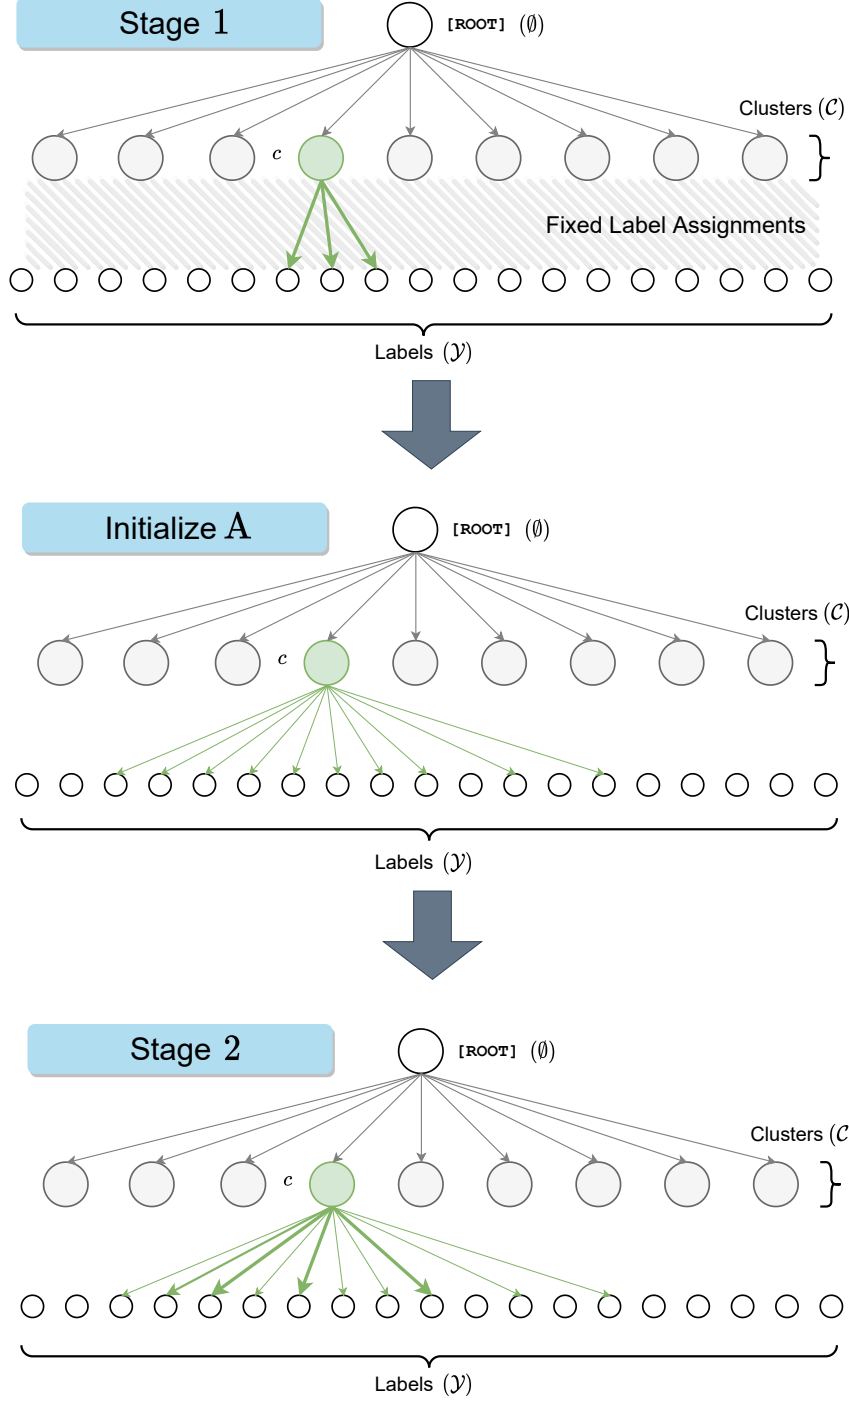 Stage 1
[ROOT] (∅)
Clusters (𝒞)
c
Fixed Label Assignments
Labels (𝒴)
Initialize A
[ROOT] (∅)
Clusters (𝒞)
c
Labels (𝒴)
Stage 2
[ROOT] (∅)
Clusters (𝒞
c
Labels (𝒴)